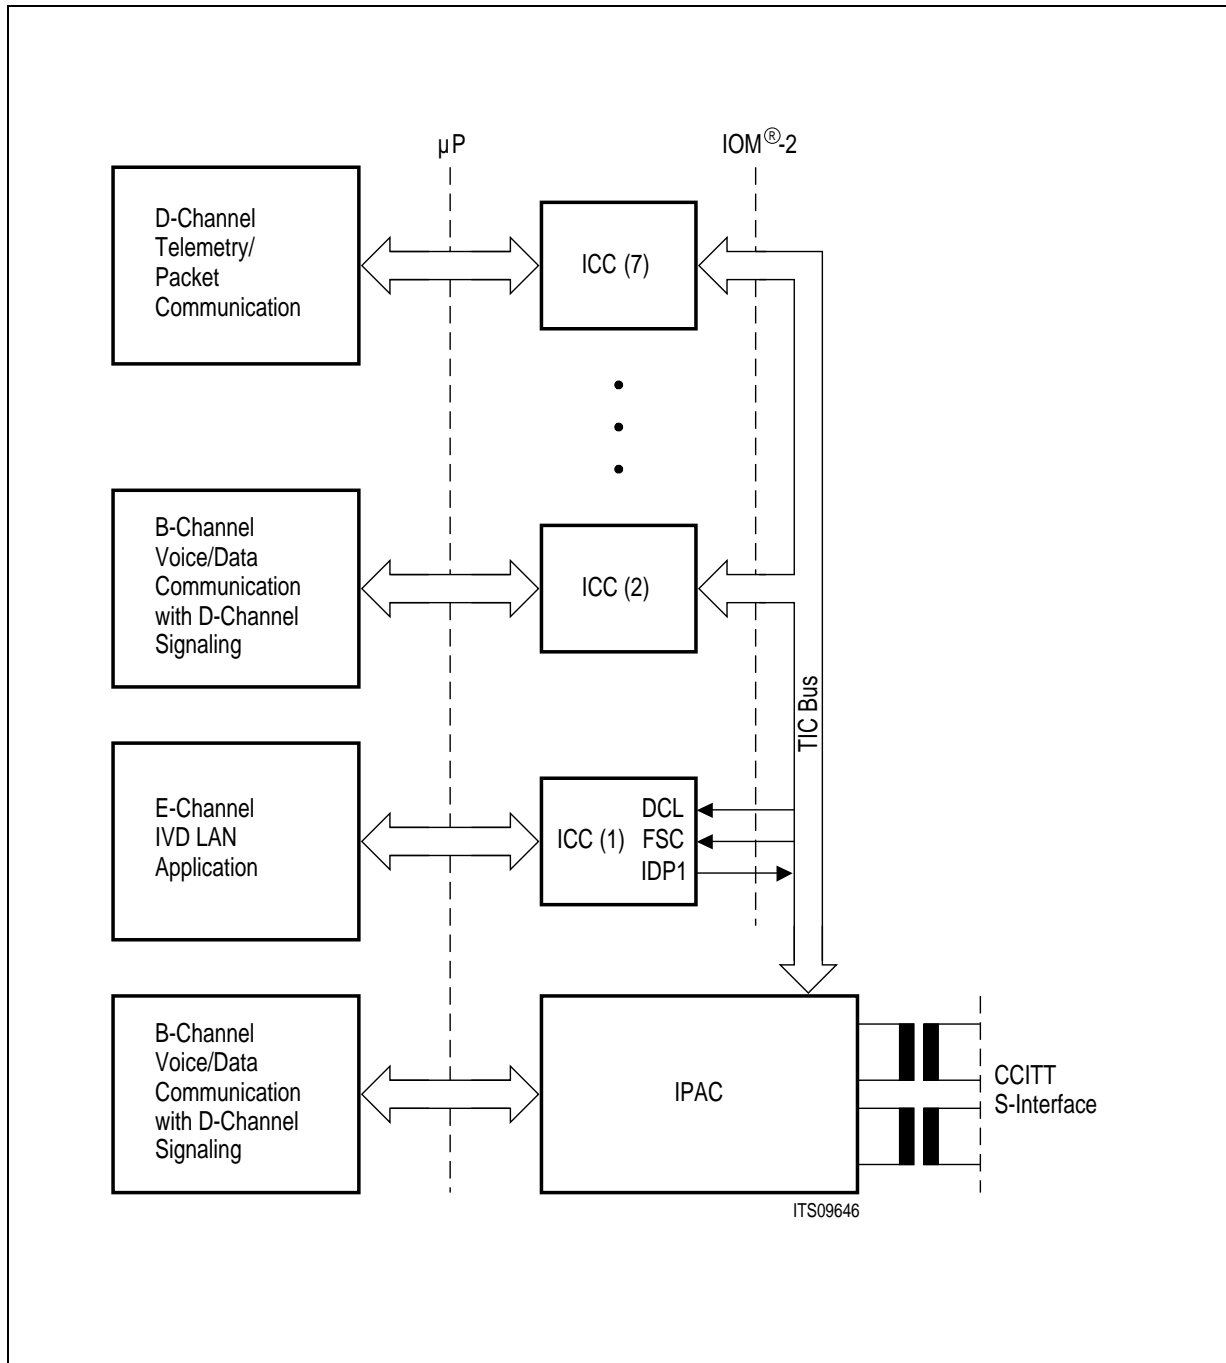 µP
IOM®-2
D-Channel
Telemetry/
Packet
Communication
ICC (7)
B-Channel
Voice/Data
Communication
with D-Channel
Signaling
ICC (2)
TIC Bus
E-Channel
IVD LAN
Application
ICC (1)
DCL
FSC
IDP1
B-Channel
Voice/Data
Communication
with D-Channel
Signaling
IPAC
CCITT
S-Interface
ITS09646